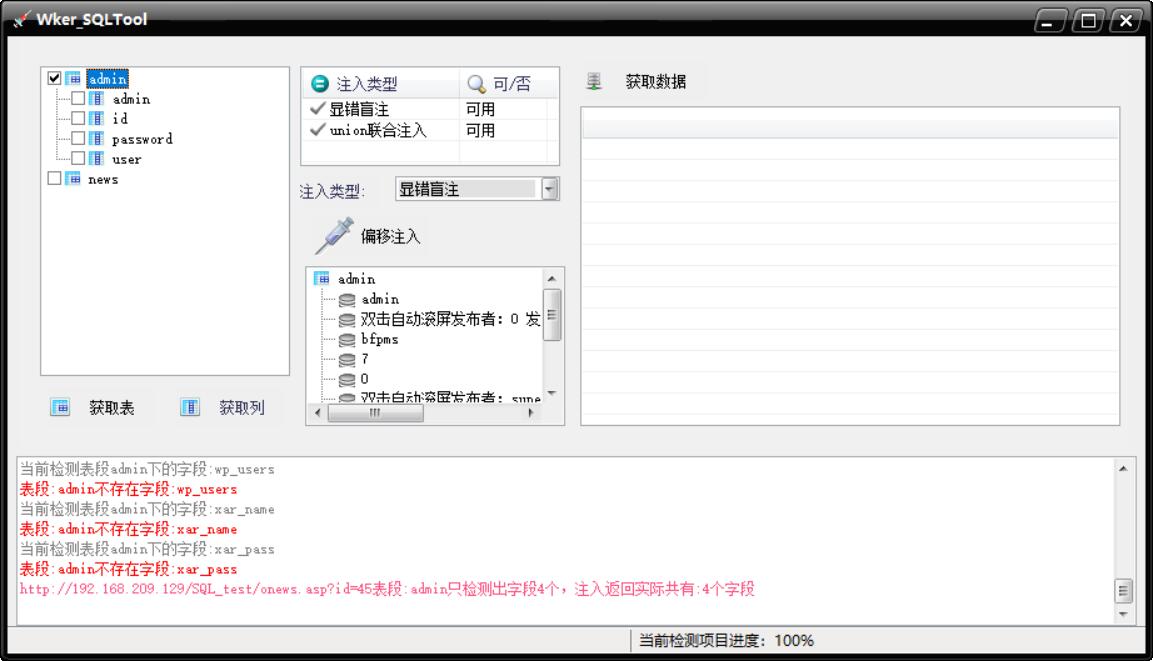 Wker_SQLTool
admin
admin
id
password
user
news
获取表
获取列
注入类型 可/否
显错盲注 可用
union联合注入 可用
注入类型: 显错盲注
偏移注入
admin
admin
双击自动滚屏发布者: 0 发
bfpms
7
0
双击自动滚屏发布者: supe
获取数据
当前检测表段admin下的字段:wp_users
表段:admin不存在字段:wp_users
当前检测表段admin下的字段:xar_name
表段:admin不存在字段:xar_name
当前检测表段admin下的字段:xar_pass
表段:admin不存在字段:xar_pass
http://192.168.209.129/SQL_test/onews.asp?id=45表段:admin只检测出字段4个，注入返回实际共有:4个字段
当前检测项目进度：100%